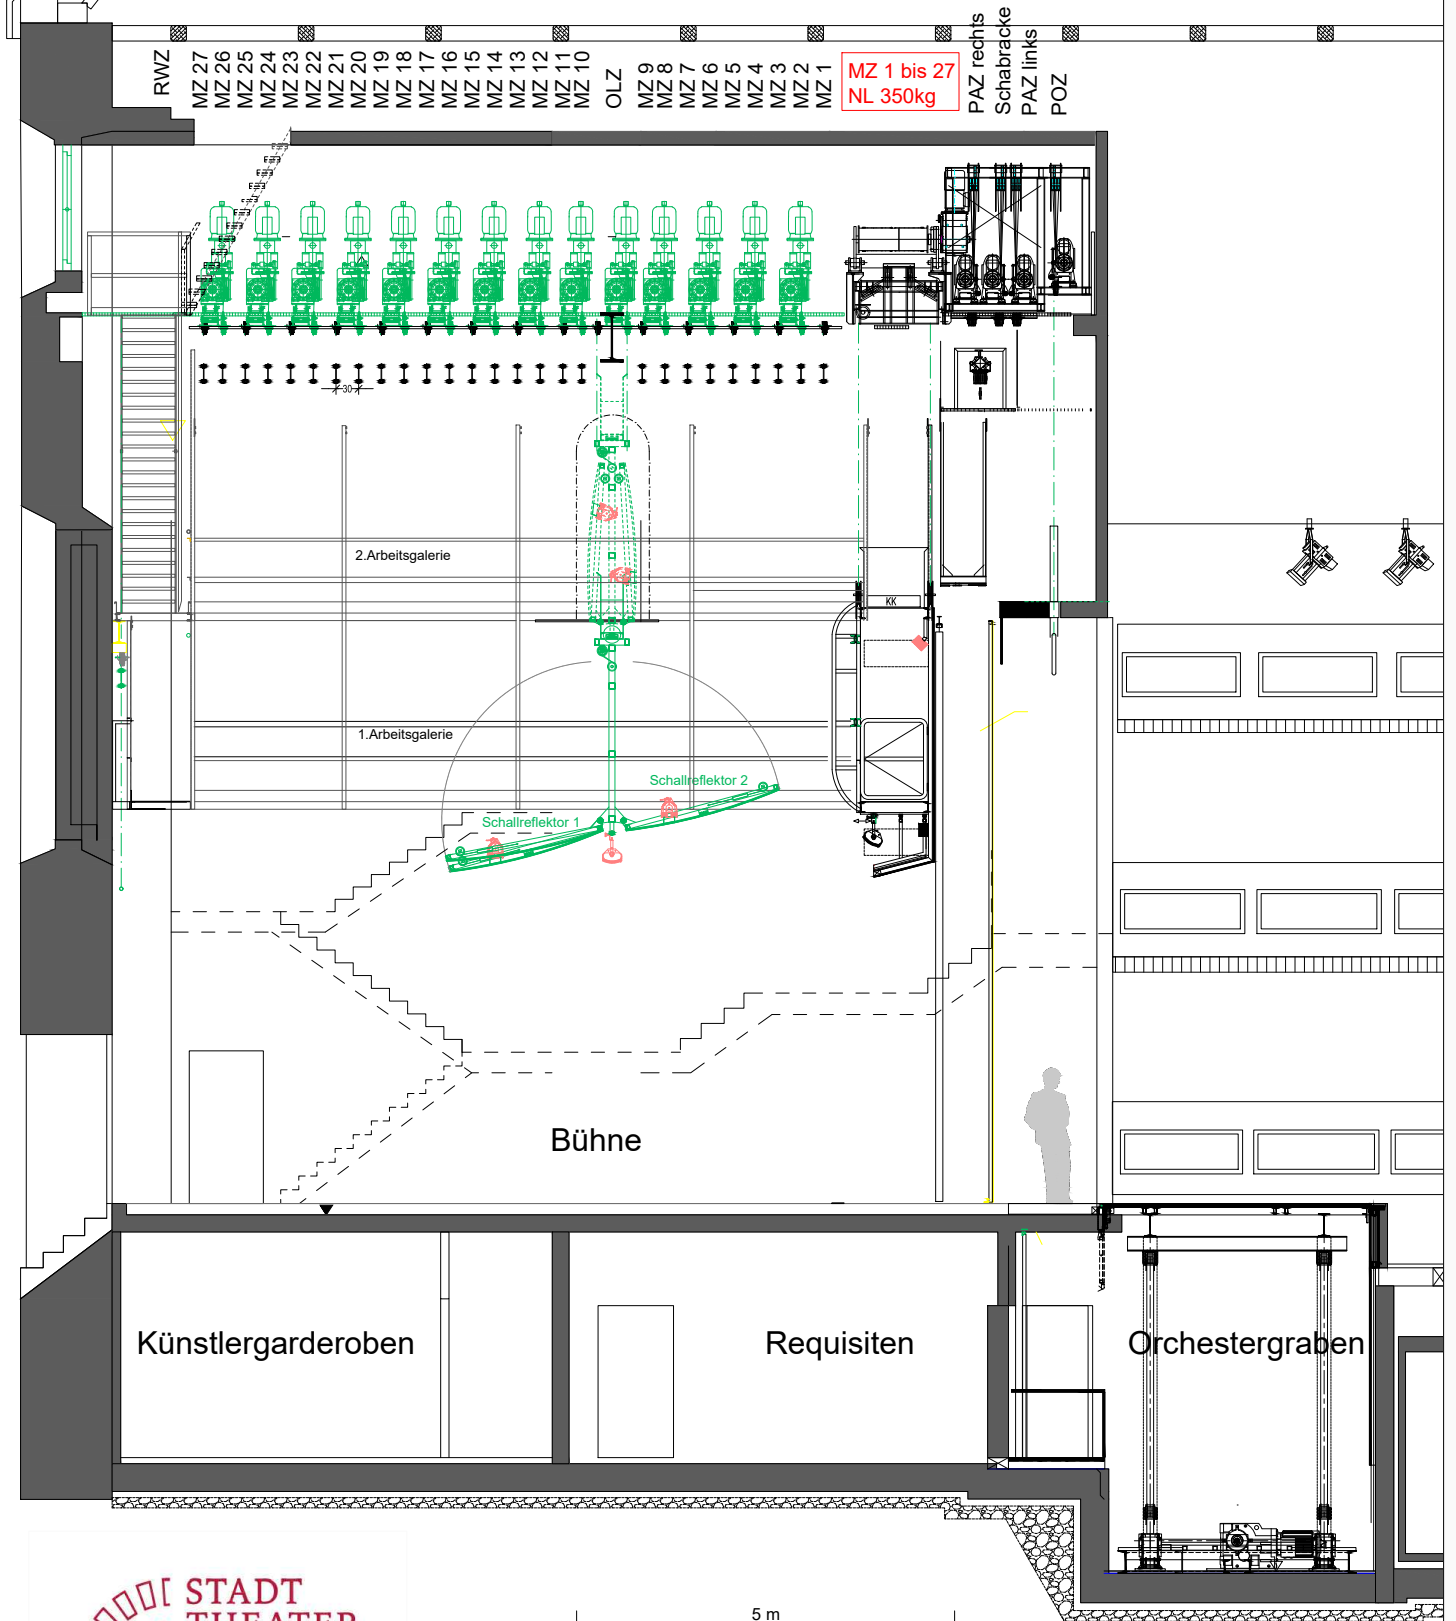 RWZ
MZ 27
MZ 26
MZ 25
MZ 24
MZ 23
MZ 22
MZ 21
MZ 20
MZ 19
MZ 18
MZ 17
MZ 16
MZ 15
MZ 14
MZ 13
MZ 12
MZ 11
MZ 10
OLZ
MZ 9
MZ 8
MZ 7
MZ 6
MZ 5
MZ 4
MZ 3
MZ 2
MZ 1
MZ 1 bis 27
NL 350kg
PAZ rechts
Schabracke
PAZ links
POZ
30
2.Arbeitsgalerie
KK
1.Arbeitsgalerie
Schallreflektor 2
Schallreflektor 1
Bühne
Künstlergarderoben
Requisiten
Orchestergraben
STADT
THEATER
5 m